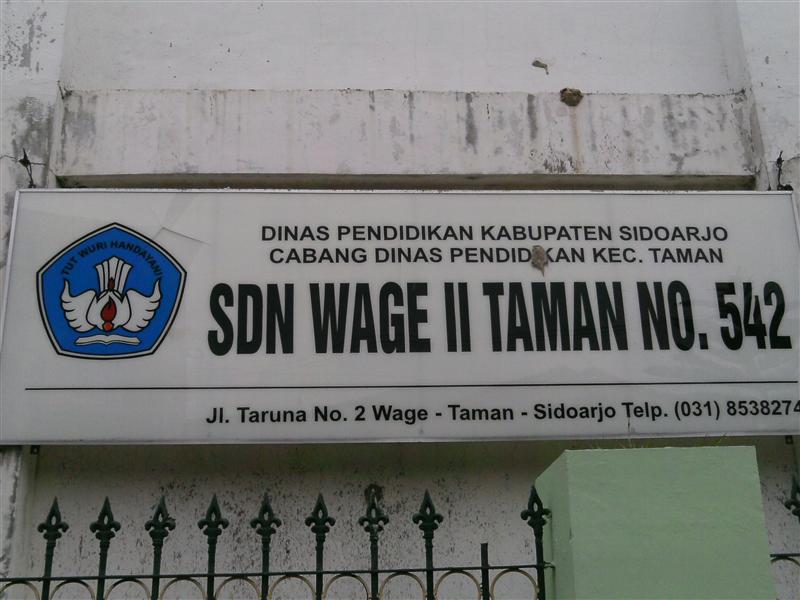 TUT WURI HANDAYANI
DINAS PENDIDIKAN KABUPATEN SIDOARJO
CABANG DINAS PENDIDIKAN KEC. TAMAN
SDN WAGE II TAMAN NO. 542
Jl. Taruna No. 2 Wage - Taman - Sidoarjo Telp. (031) 8538274